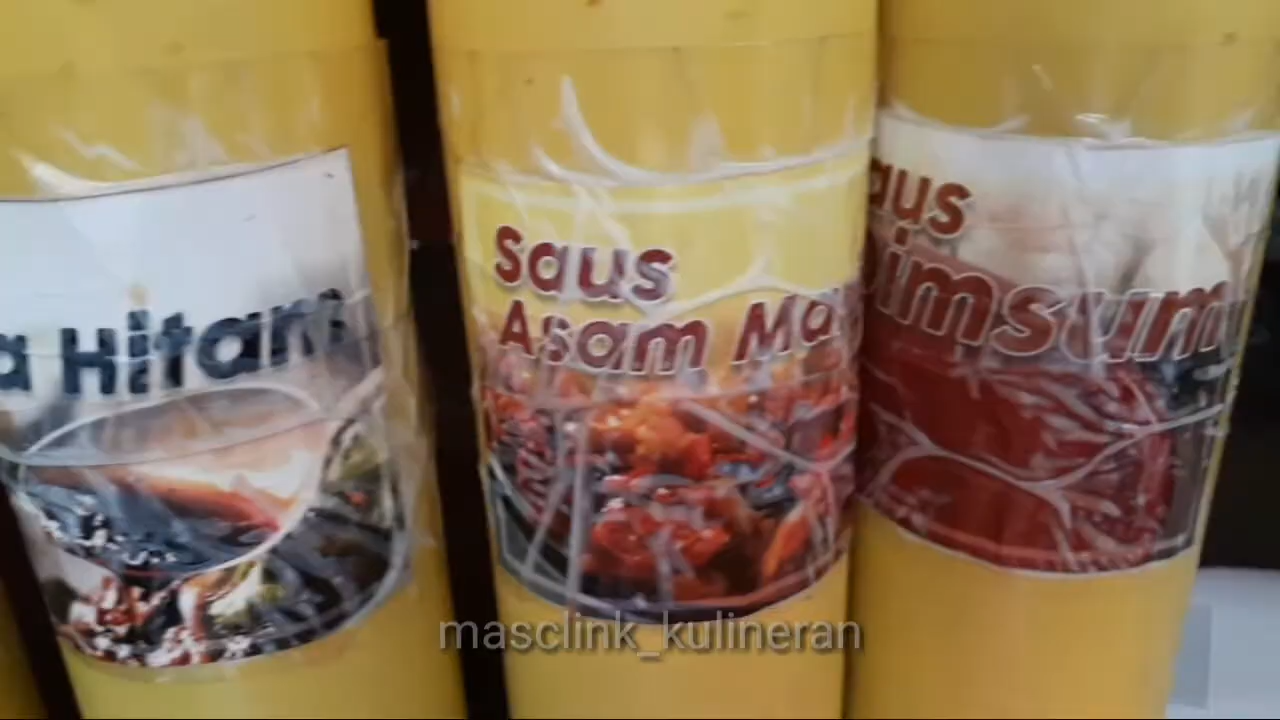 a Hitam
Saus
Asam Ma
aus
imsum
masclink_kulineran